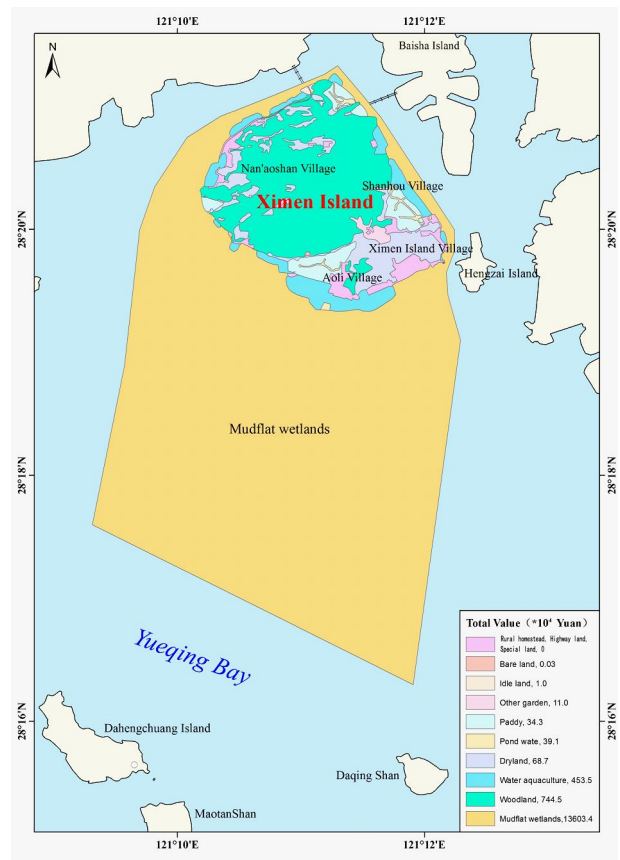 121°10'E
121°12'E
N
Baisha Island
Nan'aoshan Village
Shanhou Village
Ximen Island
28°20'N
28°20'N
Ximen Island Village
Hengzai Island
Aoli Village
Mudflat wetlands
28°18'N
28°18'N
Yueqing Bay
Total Value（*10⁴ Yuan）
Rural homestead, Highway land,
Special land, 0
Bare land, 0.03
Idle land, 1.0
Other garden, 11.0
Paddy, 34.3
Pond wate, 39.1
Dryland, 68.7
Water aquaculture, 453.5
Woodland, 744.5
Mudflat wetlands,13603.4
28°16'N
28°16'N
Dahengchuang Island
Daqing Shan
MaotanShan
121°10'E
121°12'E